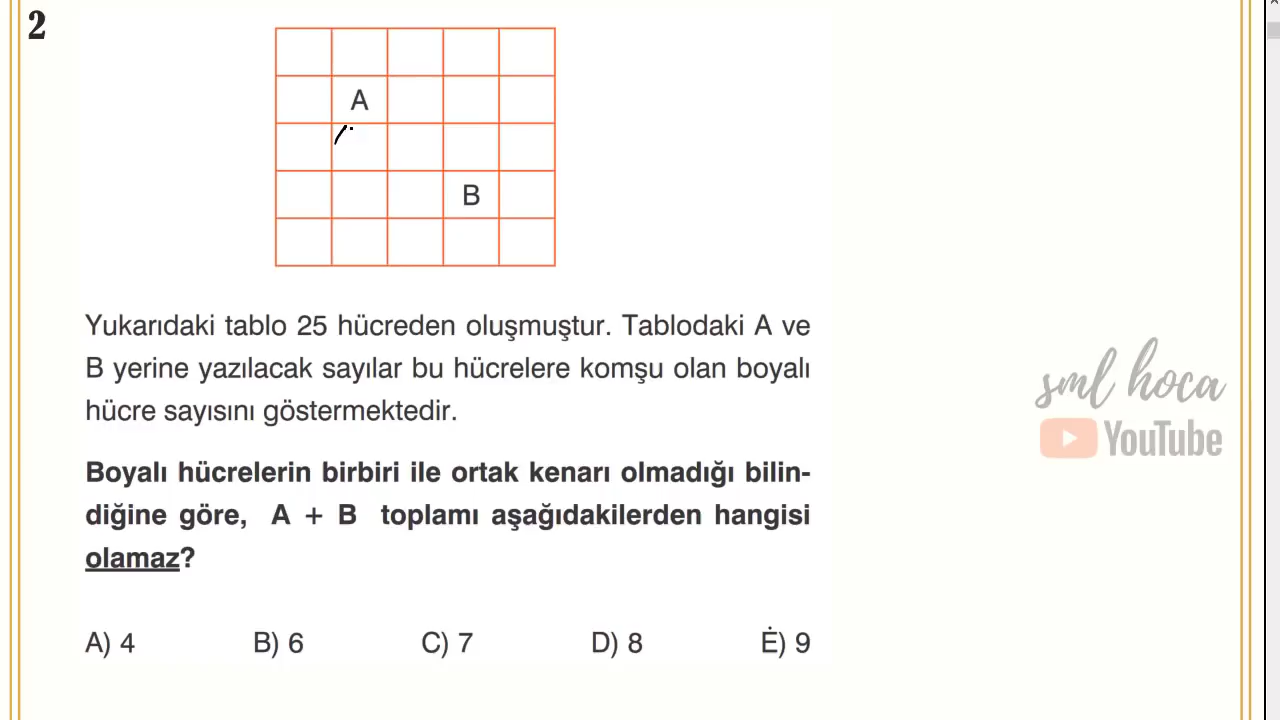 2
A
B
Yukarıdaki tablo 25 hücreden oluşmuştur. Tablodaki A ve
B yerine yazılacak sayılar bu hücrelere komşu olan boyalı
hücre sayısını göstermektedir.
Boyalı hücrelerin birbiri ile ortak kenarı olmadığı bilin-
diğine göre, A + B toplamı aşağıdakilerden hangisi
olamaz?
A) 4 B) 6 C) 7 D) 8 Ė) 9
sml hoca
YouTube